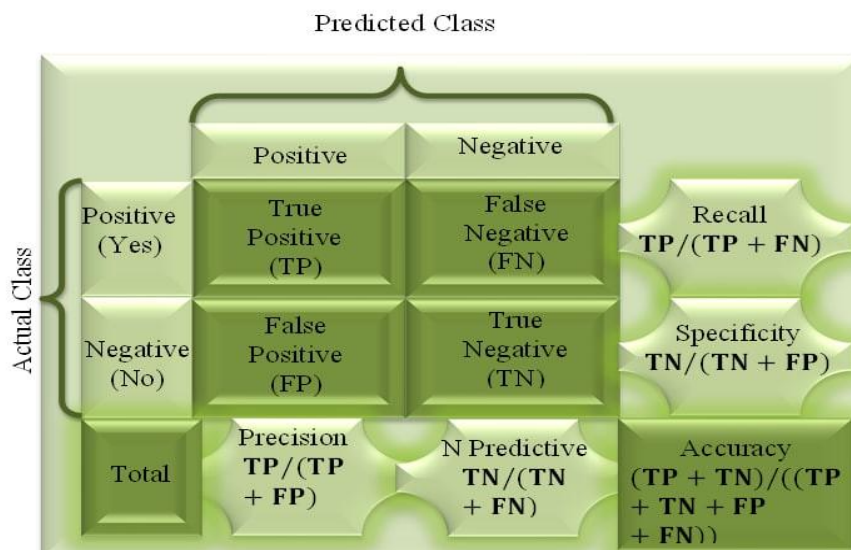 Predicted Class
Positive
Negative
Actual Class
Positive
(Yes)
True
Positive
(TP)
False
Negative
(FN)
Recall
TP/(TP + FN)
Negative
(No)
False
Positive
(FP)
True
Negative
(TN)
Specificity
TN/(TN + FP)
Total
Precision
TP/(TP
+ FP)
N Predictive
TN/(TN
+ FN)
Accuracy
(TP + TN)/((TP
+ TN + FP
+ FN))